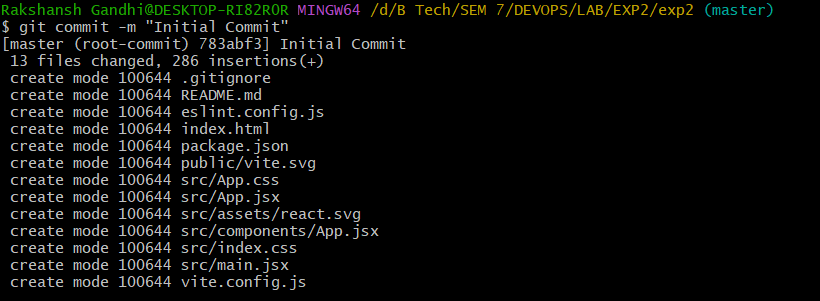 Rakshansh Gandhi@DESKTOP-RI82ROR MINGW64 /d/B Tech/SEM 7/DEVOPS/LAB/EXP2/exp2 (master)
$ git commit -m "Initial Commit"
[master (root-commit) 783abf3] Initial Commit
 13 files changed, 286 insertions(+)
 create mode 100644 .gitignore
 create mode 100644 README.md
 create mode 100644 eslint.config.js
 create mode 100644 index.html
 create mode 100644 package.json
 create mode 100644 public/vite.svg
 create mode 100644 src/App.css
 create mode 100644 src/App.jsx
 create mode 100644 src/assets/react.svg
 create mode 100644 src/components/App.jsx
 create mode 100644 src/index.css
 create mode 100644 src/main.jsx
 create mode 100644 vite.config.js